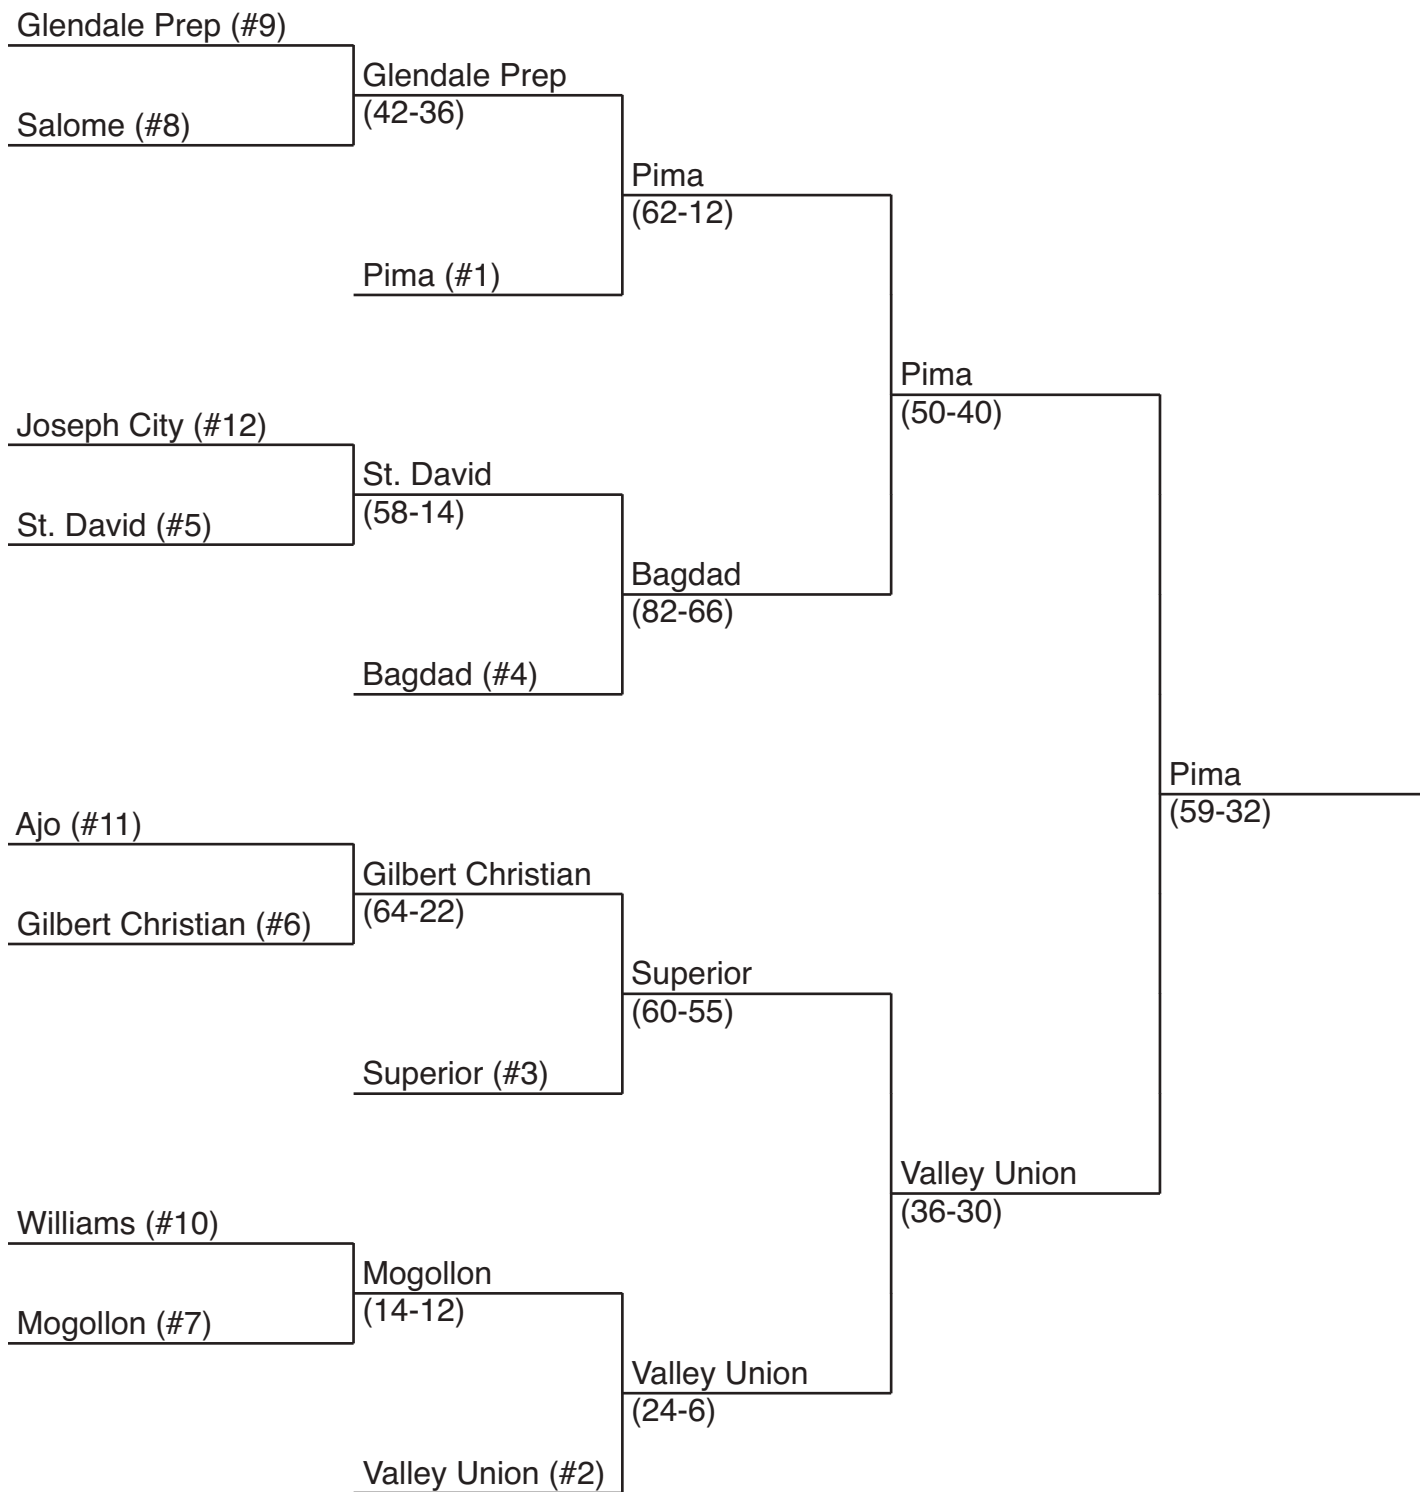 Glendale Prep (#9)
Glendale Prep
(42-36)
Salome (#8)
Pima
(62-12)
Pima (#1)
Pima
(50-40)
Joseph City (#12)
St. David
(58-14)
St. David (#5)
Bagdad
(82-66)
Bagdad (#4)
Pima
(59-32)
Ajo (#11)
Gilbert Christian
(64-22)
Gilbert Christian (#6)
Superior
(60-55)
Superior (#3)
Valley Union
(36-30)
Williams (#10)
Mogollon
(14-12)
Mogollon (#7)
Valley Union
(24-6)
Valley Union (#2)